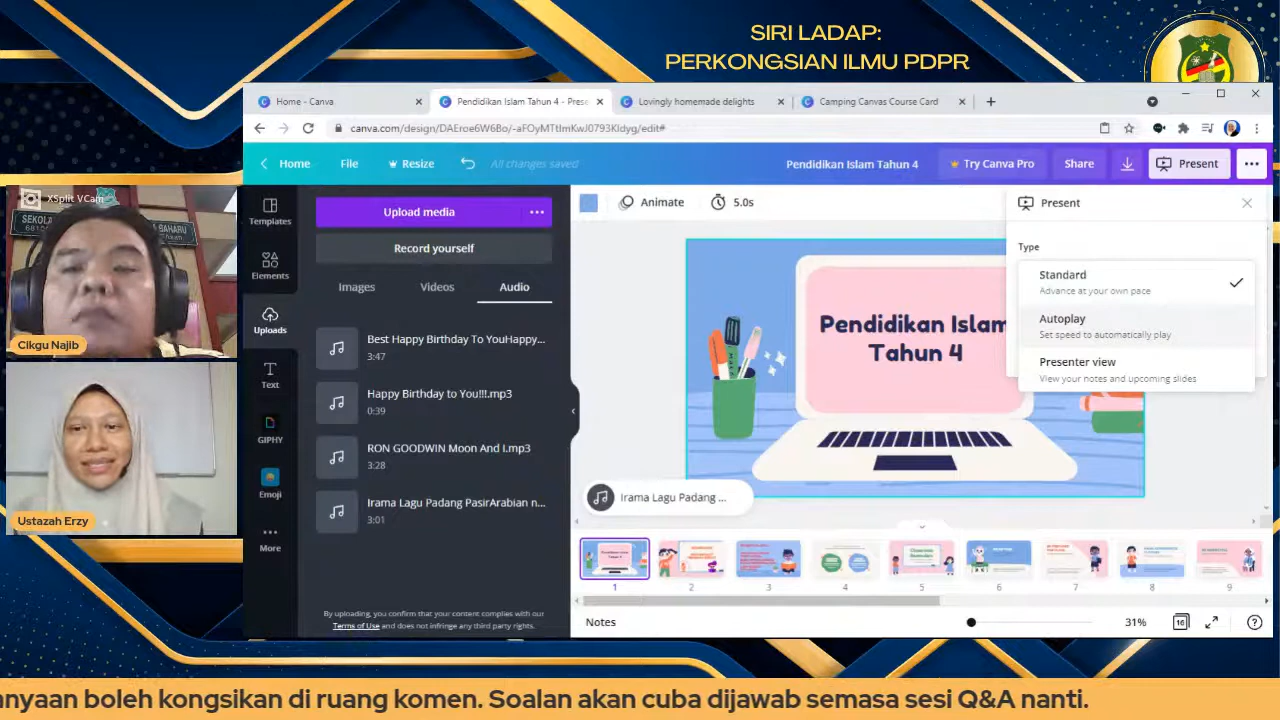 SIRI LADAP:
PERKONGSIAN ILMU PDPR
Home - Canva
Pendidikan Islam Tahun 4 - Prese
Lovingly homemade delights
Camping Canvas Course Card
canva.com/design/DAEroe6W6Bo/-aFOyMTtlmKwJ0793KIdyg/edit#
Home
File
Resize
All changes saved
Pendidikan Islam Tahun 4
Try Canva Pro
Share
Present
XSplit VCam
SEKOL
SAHARU
Cikgu Najib
Ustazah Erzy
Templates
Elements
Uploads
Text
GIPHY
Emoji
More
Upload media
Record yourself
Images
Videos
Audio
Best Happy Birthday To YouHappy...
3:47
Happy Birthday to You!!!.mp3
0:39
RON GOODWIN Moon And I.mp3
3:28
Irama Lagu Padang PasirArabian n...
3:01
By uploading, you confirm that your content complies with our
Terms of Use and does not infringe any third party rights.
Animate
5.0s
Present
Type
Standard
Advance at your own pace
Autoplay
Set speed to automatically play
Presenter view
View your notes and upcoming slides
Pendidikan Islam
Tahun 4
Irama Lagu Padang ...
1
2
3
4
5
6
7
8
9
Notes
31%
16
anyaan boleh kongsikan di ruang komen. Soalan akan cuba dijawab semasa sesi Q&A nanti.